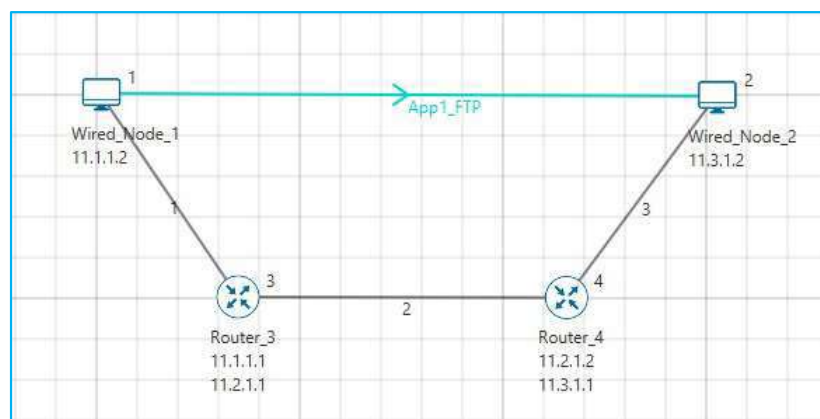 1
2
App1_FTP
Wired_Node_1
11.1.1.2
Wired_Node_2
11.3.1.2
1
3
3
4
2
Router_3
11.1.1.1
11.2.1.1
Router_4
11.2.1.2
11.3.1.1